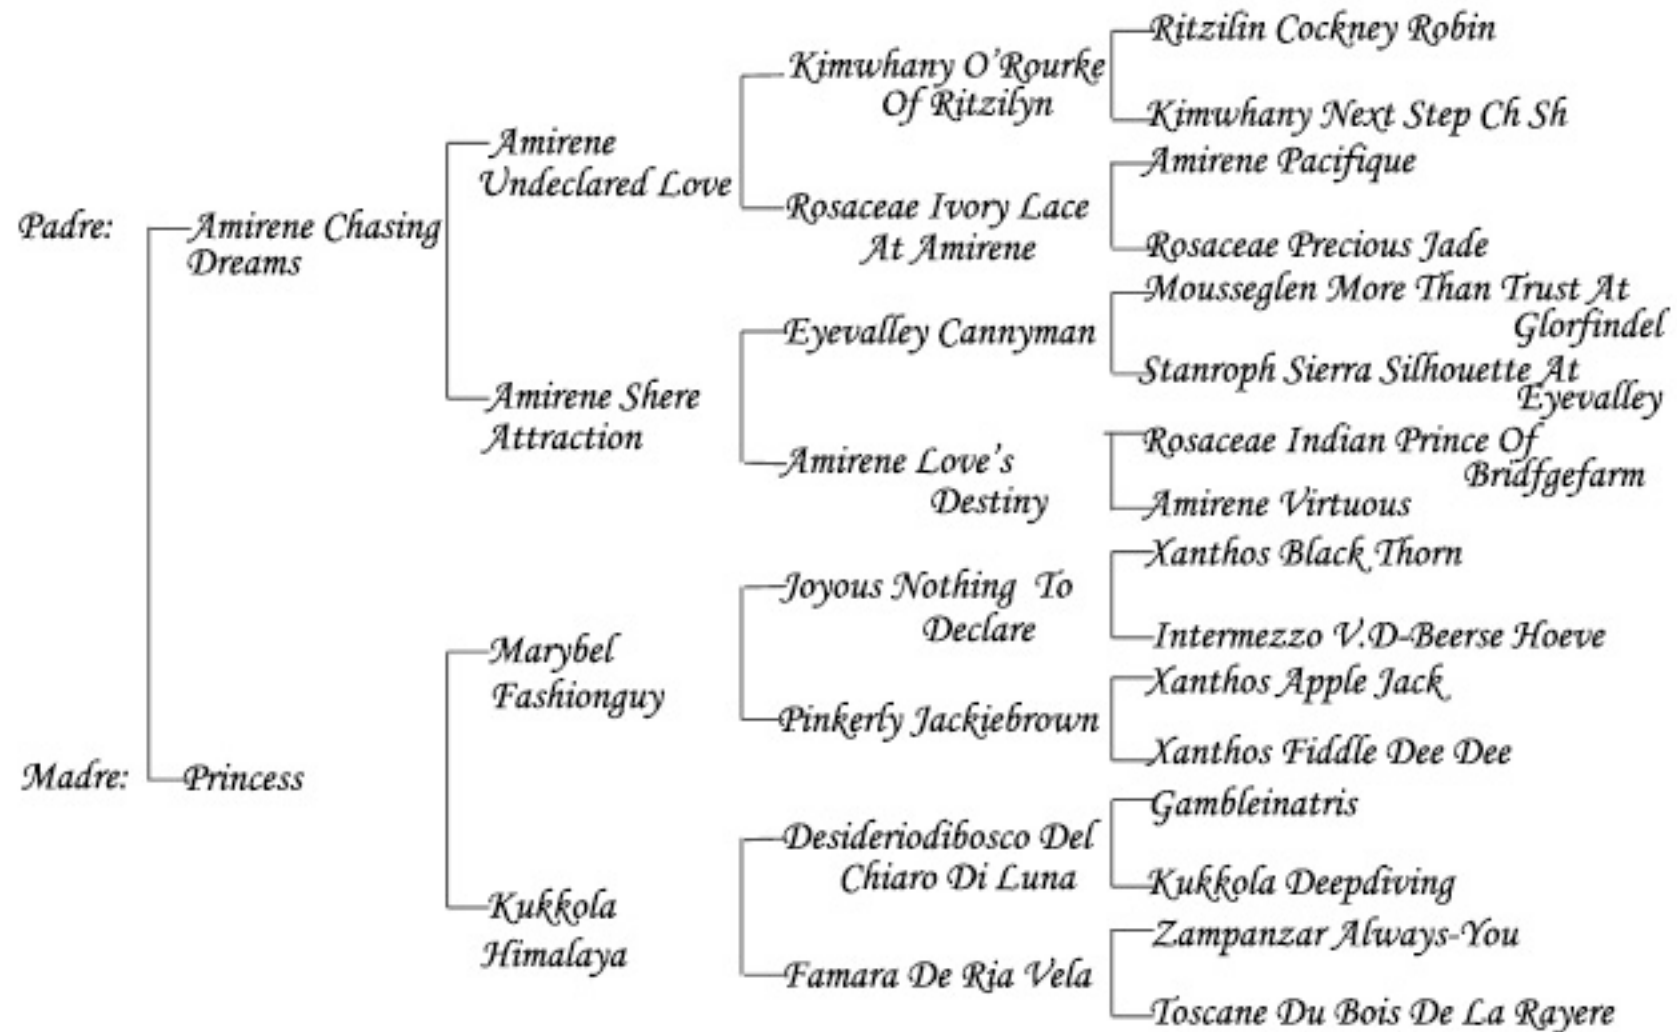 Ritzilin Cockney Robin
Kimwhany O'Rourke
Of Ritzilyn
Kimwhany Next Step Ch Sh
Amirene
Undeclared Love
Amirene Pacifique
Rosaceae Ivory Lace
At Amirene
Rosaceae Precious Jade
Padre:
Amirene Chasing
Dreams
Mousseglen More Than Trust At
Glorfindel
Eyevalley Cannyman
Stanroph Sierra Silhouette At
Eyevalley
Amirene Shere
Attraction
Rosaceae Indian Prince Of
Bridfgefarm
Amirene Love's
Destiny
Amirene Virtuous
Xanthos Black Thorn
Joyous Nothing To
Declare
Intermezzo V.D-Beerse Hoeve
Marybel
Fashionguy
Xanthos Apple Jack
Pinkerly Jackiebrown
Xanthos Fiddle Dee Dee
Madre:
Princess
Gambleinatris
Desideriodibosco Del
Chiaro Di Luna
Kukkola Deepdiving
Kukkola
Himalaya
Zampanzar Always-You
Famara De Ria Vela
Toscane Du Bois De La Rayere